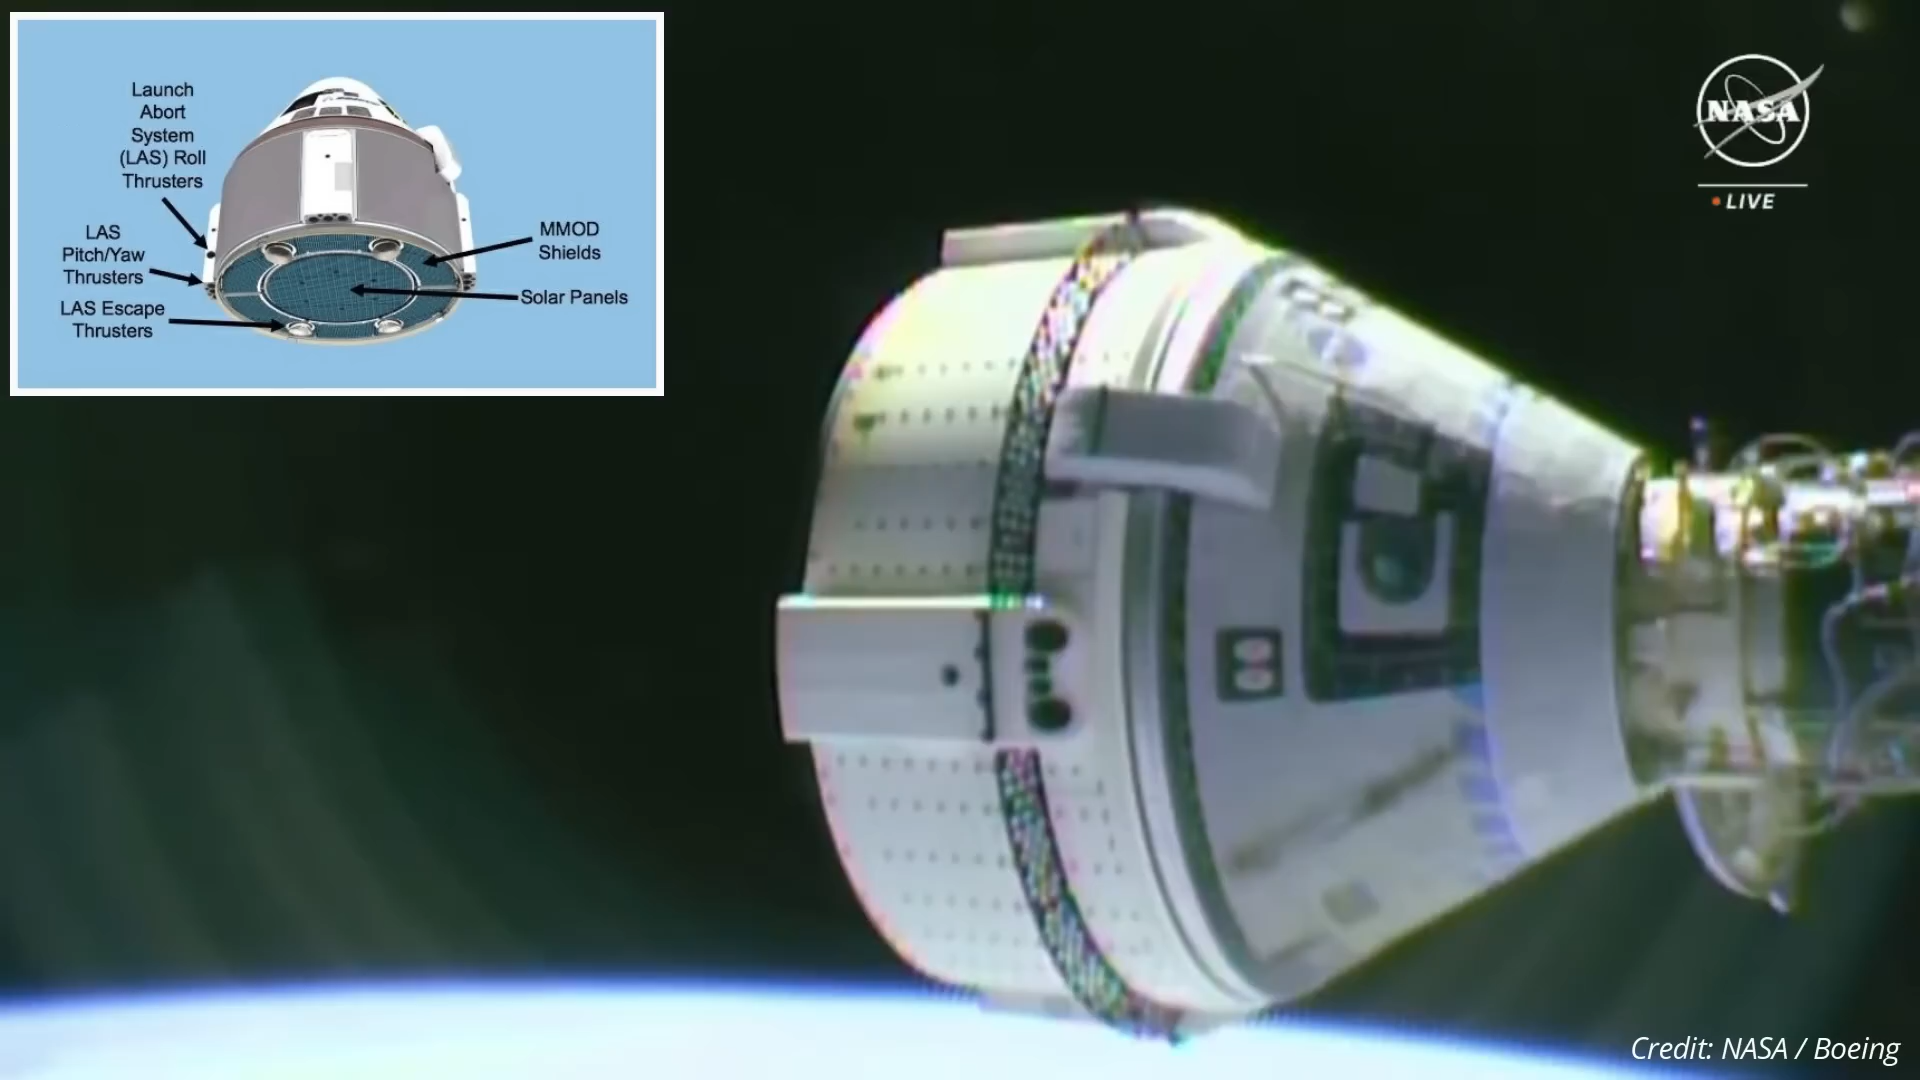 Launch
Abort
System
(LAS) Roll
Thrusters
LAS
Pitch/Yaw
Thrusters
LAS Escape
Thrusters
MMOD
Shields
Solar Panels
NASA
LIVE
Credit: NASA / Boeing